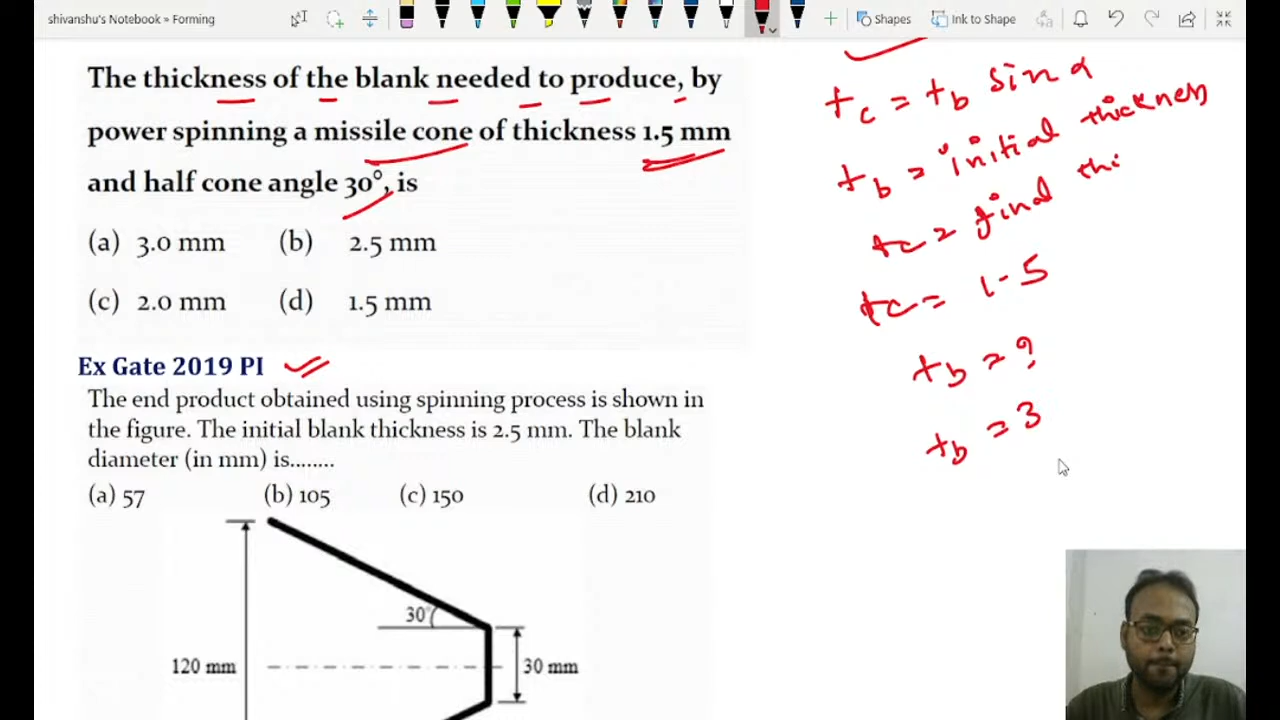 shivanshu's Notebook » Forming
Shapes
Ink to Shape
The thickness of the blank needed to produce, by
power spinning a missile cone of thickness 1.5 mm
and half cone angle 30°, is
(a) 3.0 mm (b) 2.5 mm
(c) 2.0 mm (d) 1.5 mm
Ex Gate 2019 PI
The end product obtained using spinning process is shown in
the figure. The initial blank thickness is 2.5 mm. The blank
diameter (in mm) is........
(a) 57 (b) 105 (c) 150 (d) 210
30°
120 mm
30 mm
tc = tb sin α
tb = initial thickness
tc = final thi
tc = 1.5
tb = ?
tb = 3